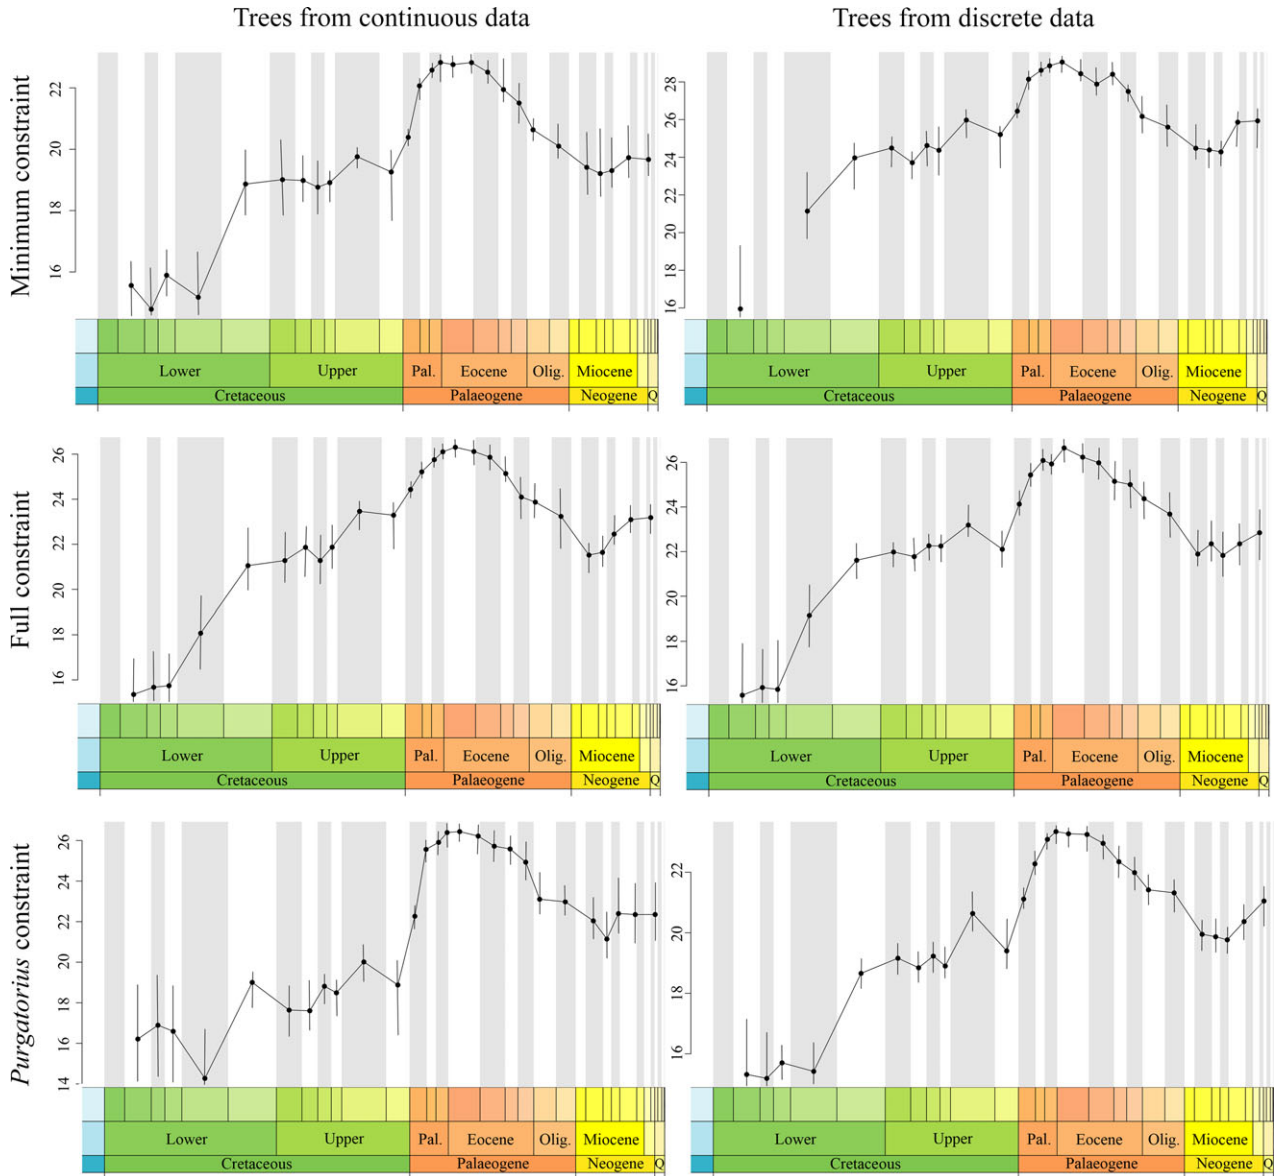 Trees from continuous data
Trees from discrete data
Minimum constraint
22
20
18
16
Lower
Upper
Pal.
Eocene
Olig.
Miocene
Cretaceous
Palaeogene
Neogene
Q
28
26
24
22
20
18
16
Lower
Upper
Pal.
Eocene
Olig.
Miocene
Cretaceous
Palaeogene
Neogene
Q
Full constraint
26
24
22
20
18
16
Lower
Upper
Pal.
Eocene
Olig.
Miocene
Cretaceous
Palaeogene
Neogene
Q
26
24
22
20
18
16
Lower
Upper
Pal.
Eocene
Olig.
Miocene
Cretaceous
Palaeogene
Neogene
Q
Purgatorius constraint
26
24
22
20
18
16
14
Lower
Upper
Pal.
Eocene
Olig.
Miocene
Cretaceous
Palaeogene
Neogene
Q
22
20
18
16
Lower
Upper
Pal.
Eocene
Olig.
Miocene
Cretaceous
Palaeogene
Neogene
Q